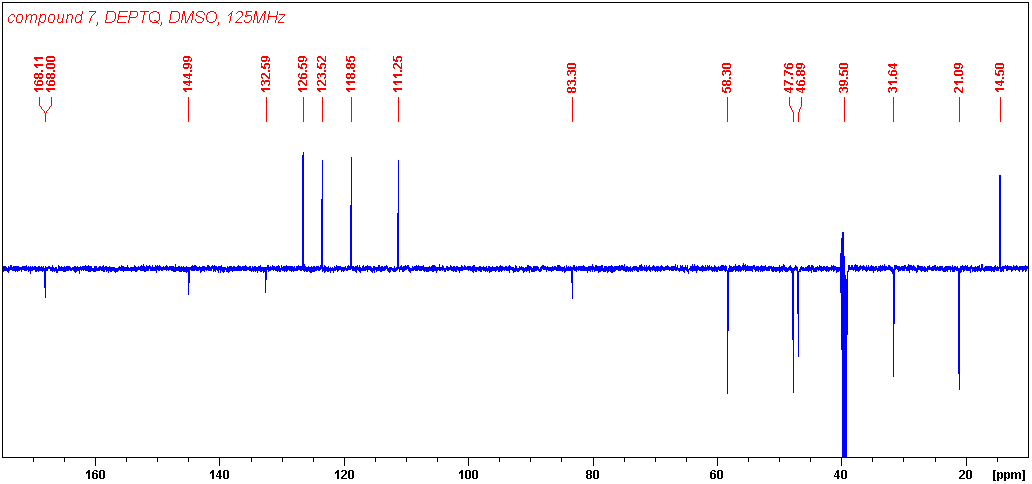 compound 7, DEPTQ, DMSO, 125MHz
168.11 168.00 144.99 132.59 126.59 123.52 118.85 111.25 83.30 58.30 47.76 46.89 39.50 31.64 21.09 14.50
160 140 120 100 80 60 40 20 [ppm]